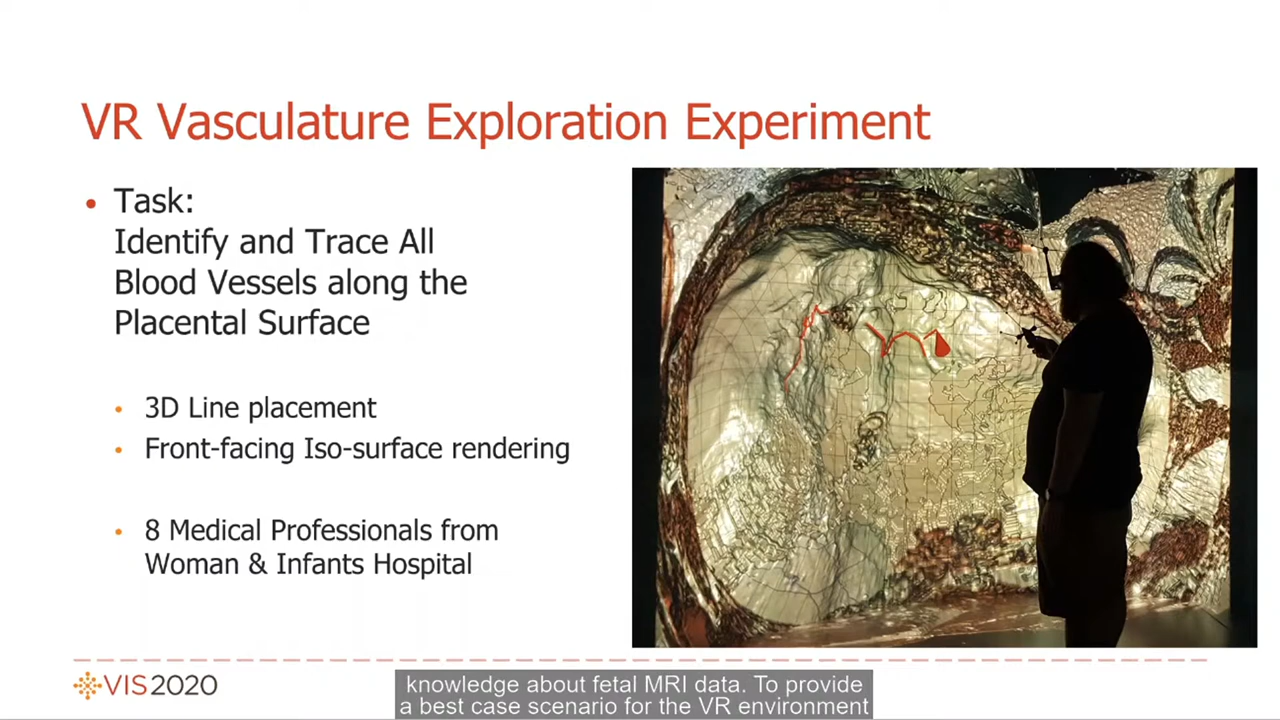 VR Vasculature Exploration Experiment
• Task:
Identify and Trace All
Blood Vessels along the
Placental Surface
• 3D Line placement
• Front-facing Iso-surface rendering
• 8 Medical Professionals from
Woman & Infants Hospital
VIS2020
knowledge about fetal MRI data. To provide
a best case scenario for the VR environment